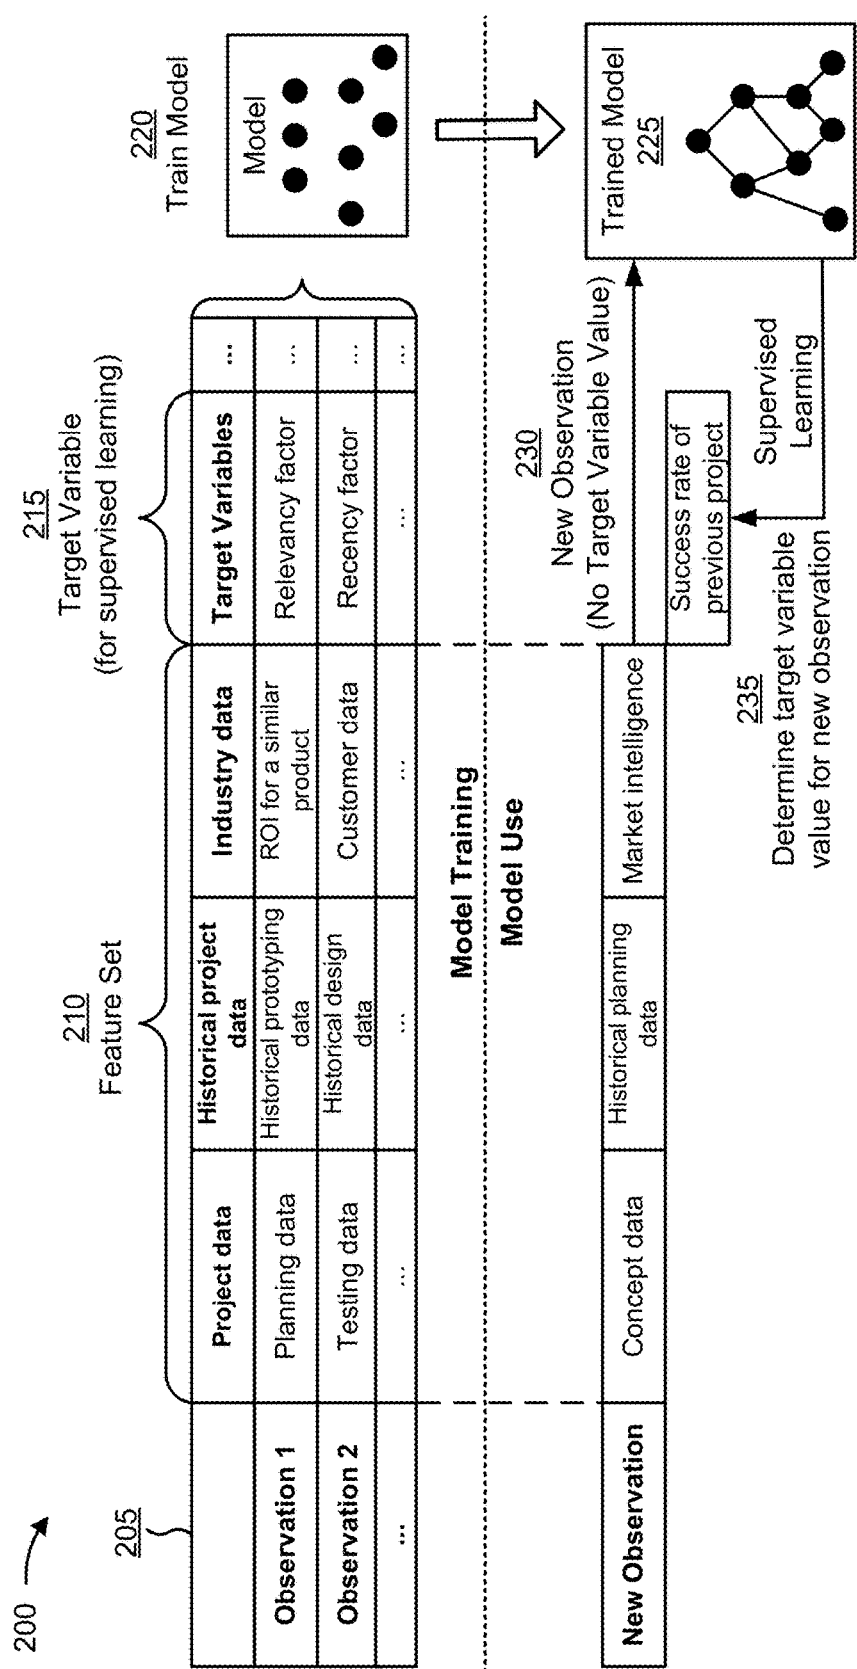 200
205
210
Feature Set
215
Target Variable
(for supervised learning)
220
Train Model
Project data
Historical project
data
Industry data
Target Variables
...
Observation 1
Planning data
Historical prototyping
data
ROI for a similar
product
Relevancy factor
...
Observation 2
Testing data
Historical design
data
Customer data
Recency factor
...
...
...
...
...
...
...
Model
Model Training
Model Use
230
New Observation
(No Target Variable Value)
Trained Model
225
New Observation
Concept data
Historical planning
data
Market intelligence
Success rate of
previous project
Supervised
Learning
235
Determine target variable
value for new observation